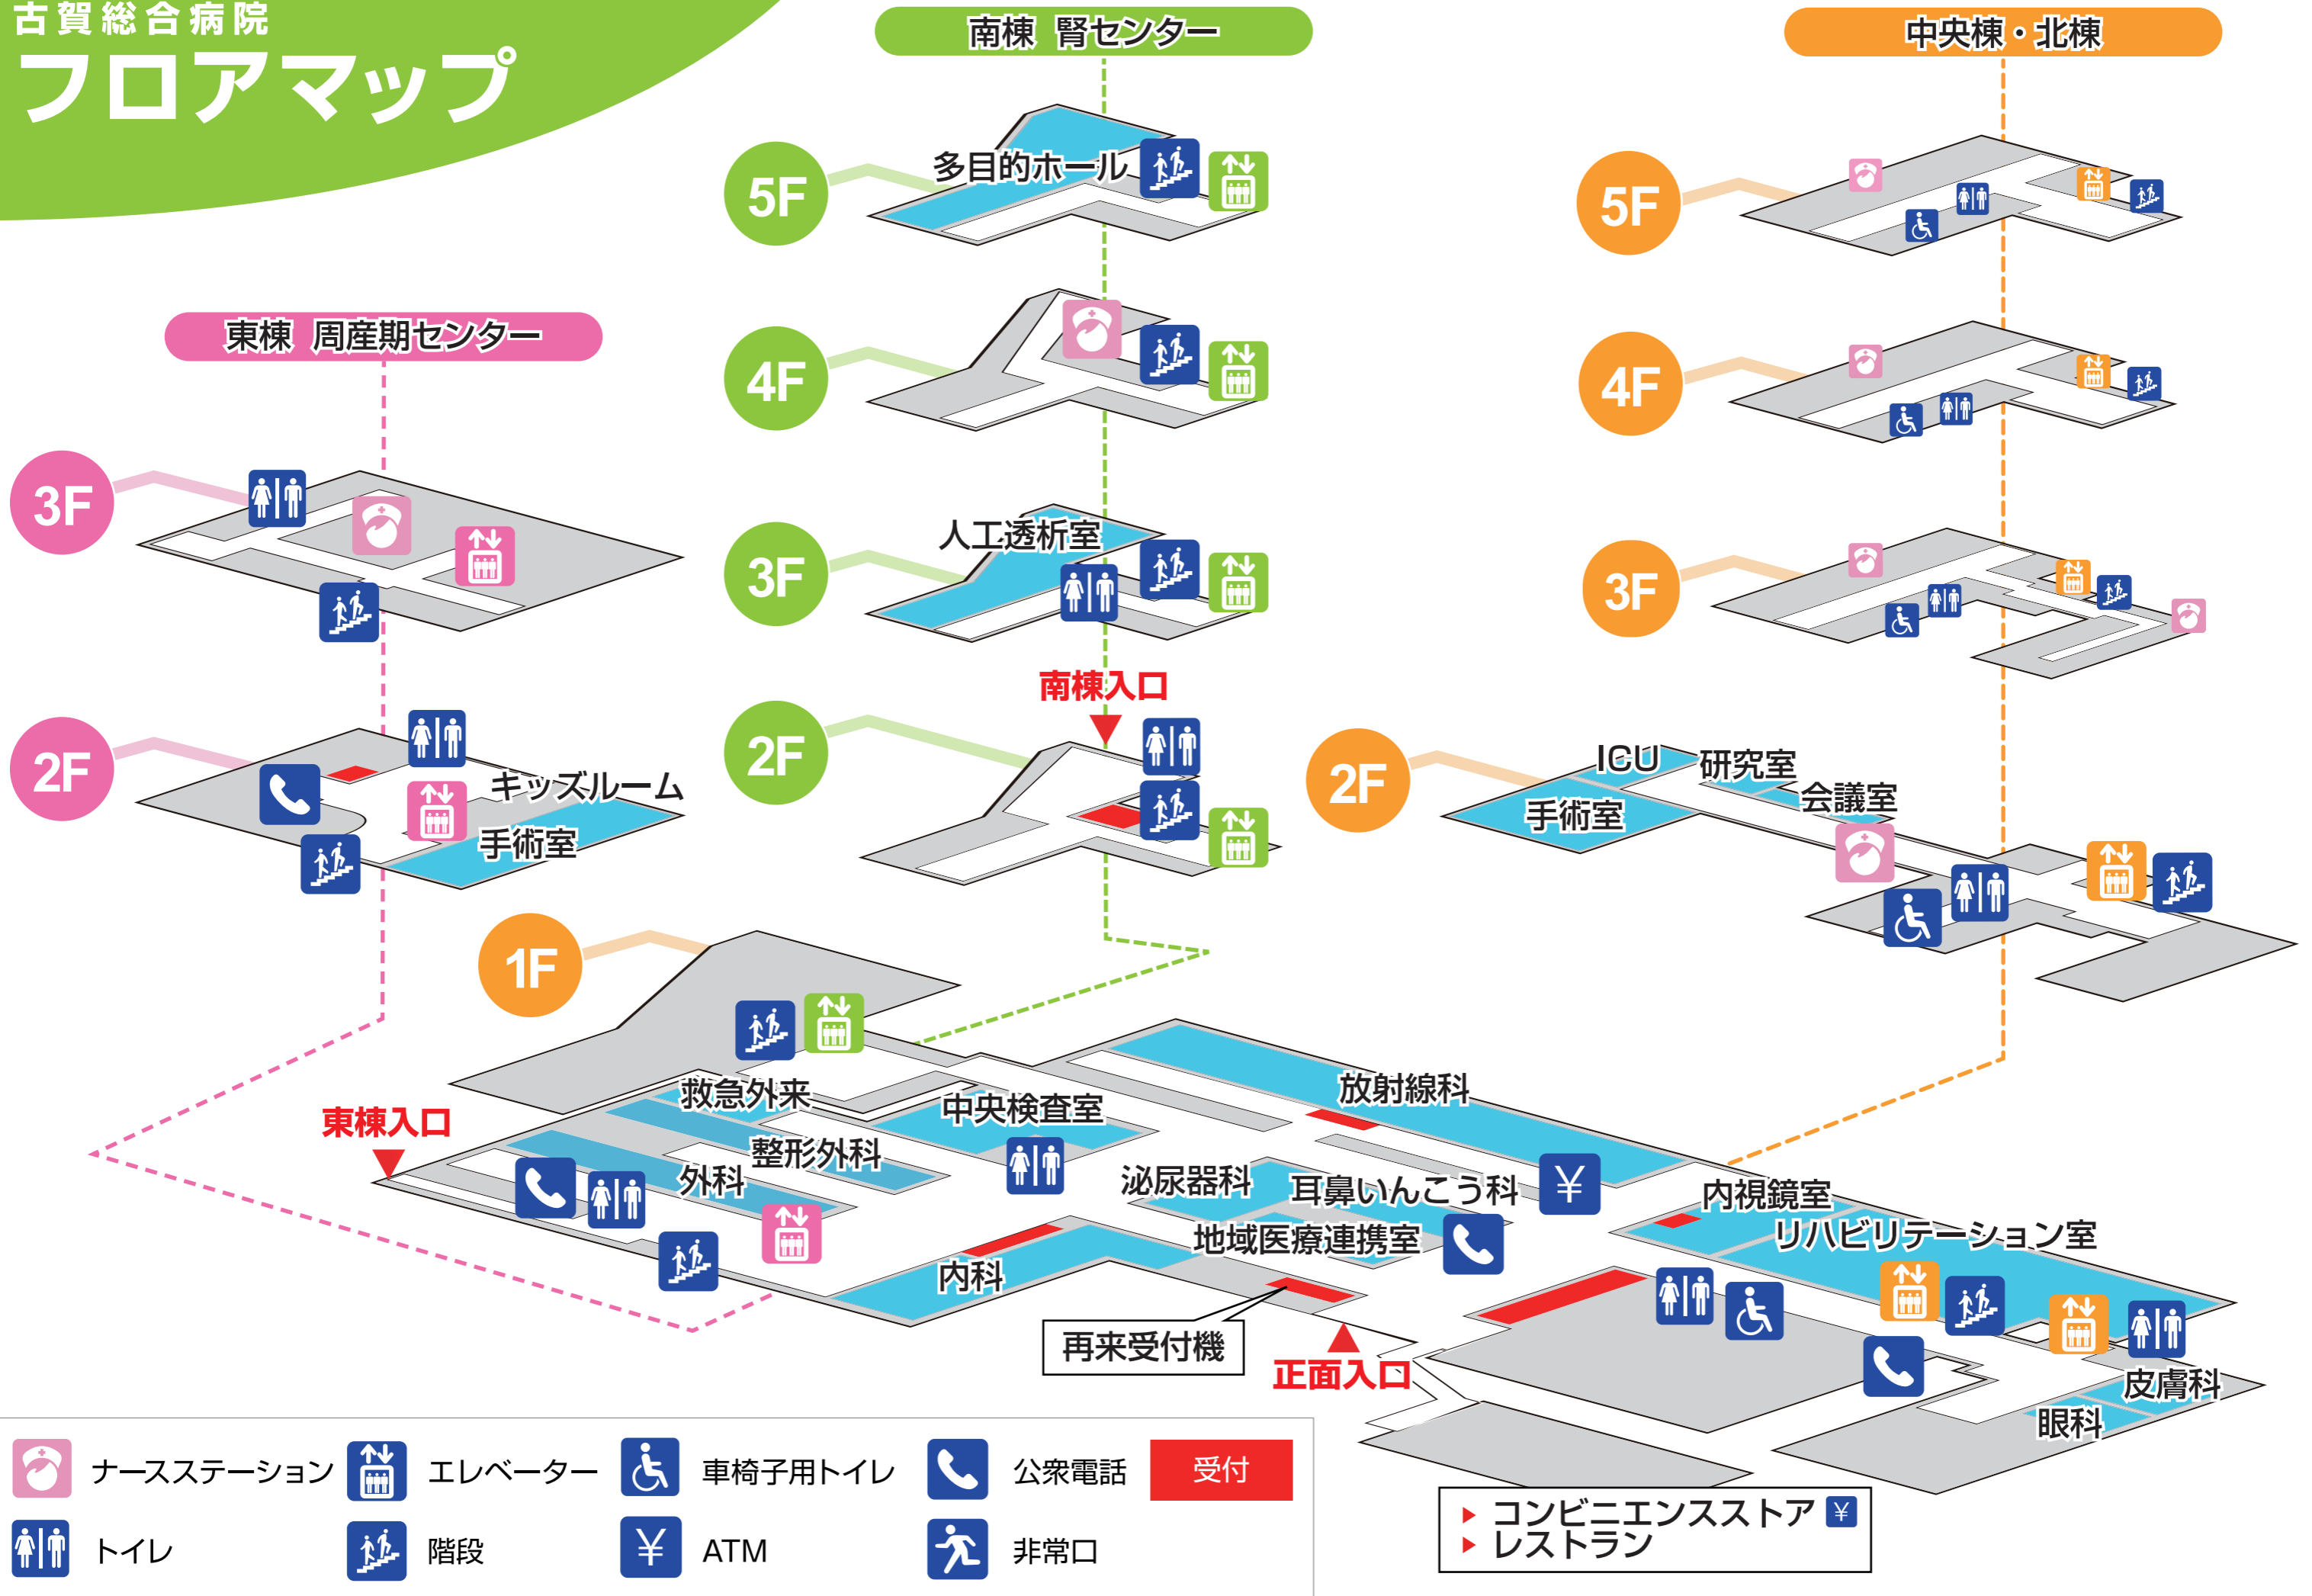 古賀総合病院
フロアマップ
南棟 腎センター
5F
多目的ホール
4F
3F
人工透析室
南棟入口
2F
中央棟・北棟
5F
4F
3F
2F
ICU
研究室
会議室
手術室
東棟 周産期センター
3F
2F
キッズルーム
手術室
1F
救急外来
中央検査室
放射線科
東棟入口
整形外科
外科
泌尿器科
耳鼻いんこう科
地域医療連携室
内視鏡室
リハビリテーション室
内科
再来受付機
正面入口
皮膚科
眼科
¥
コンビニエンスストア ¥
レストラン
ナースステーション
エレベーター
車椅子用トイレ
公衆電話
受付
トイレ
階段
¥ ATM
非常口